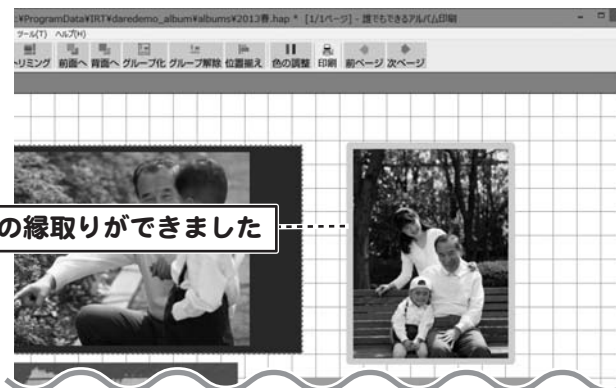 :¥ProgramData¥IRT¥daredemo_album¥albums¥2013春.hap * [1/1ページ] - 誰でもできるアルバム印刷
ツール(T) ヘルプ(H)
トリミング 前面へ 背面へ グループ化 グループ解除 位置揃え 色の調整 印刷 前ページ 次ページ
の縁取りができました